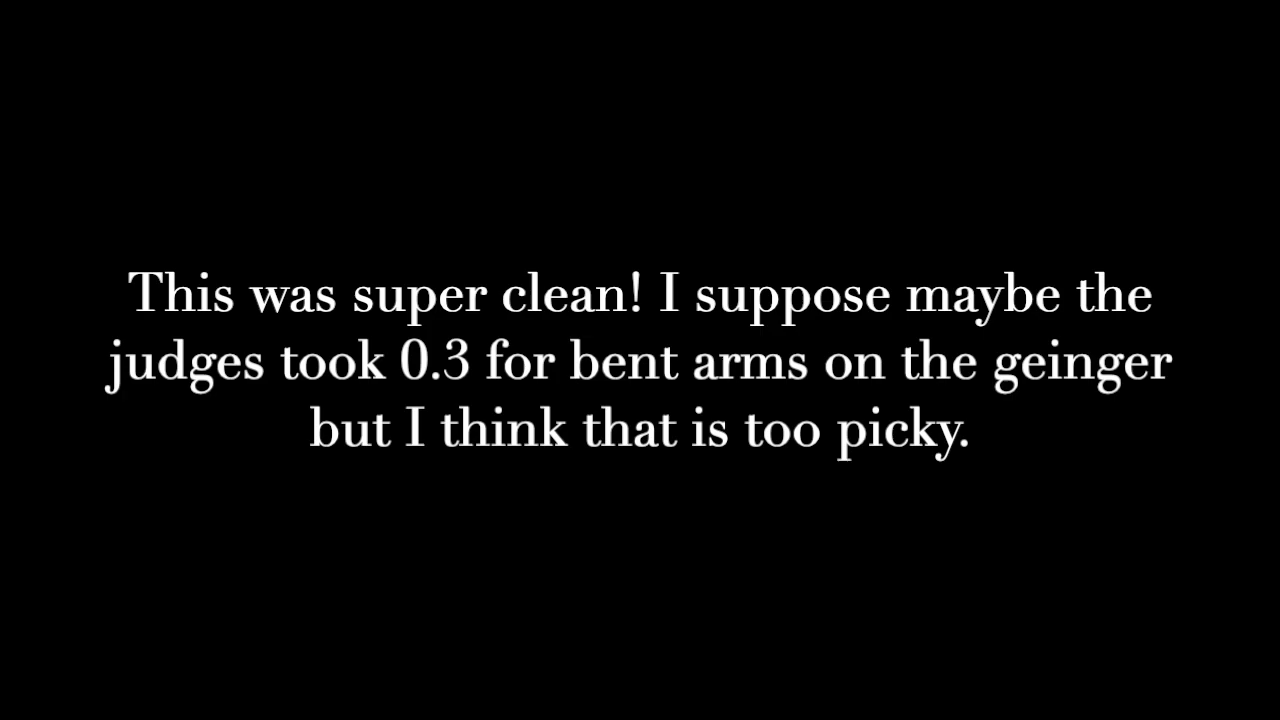 This was super clean! I suppose maybe the
judges took 0.3 for bent arms on the geinger
but I think that is too picky.